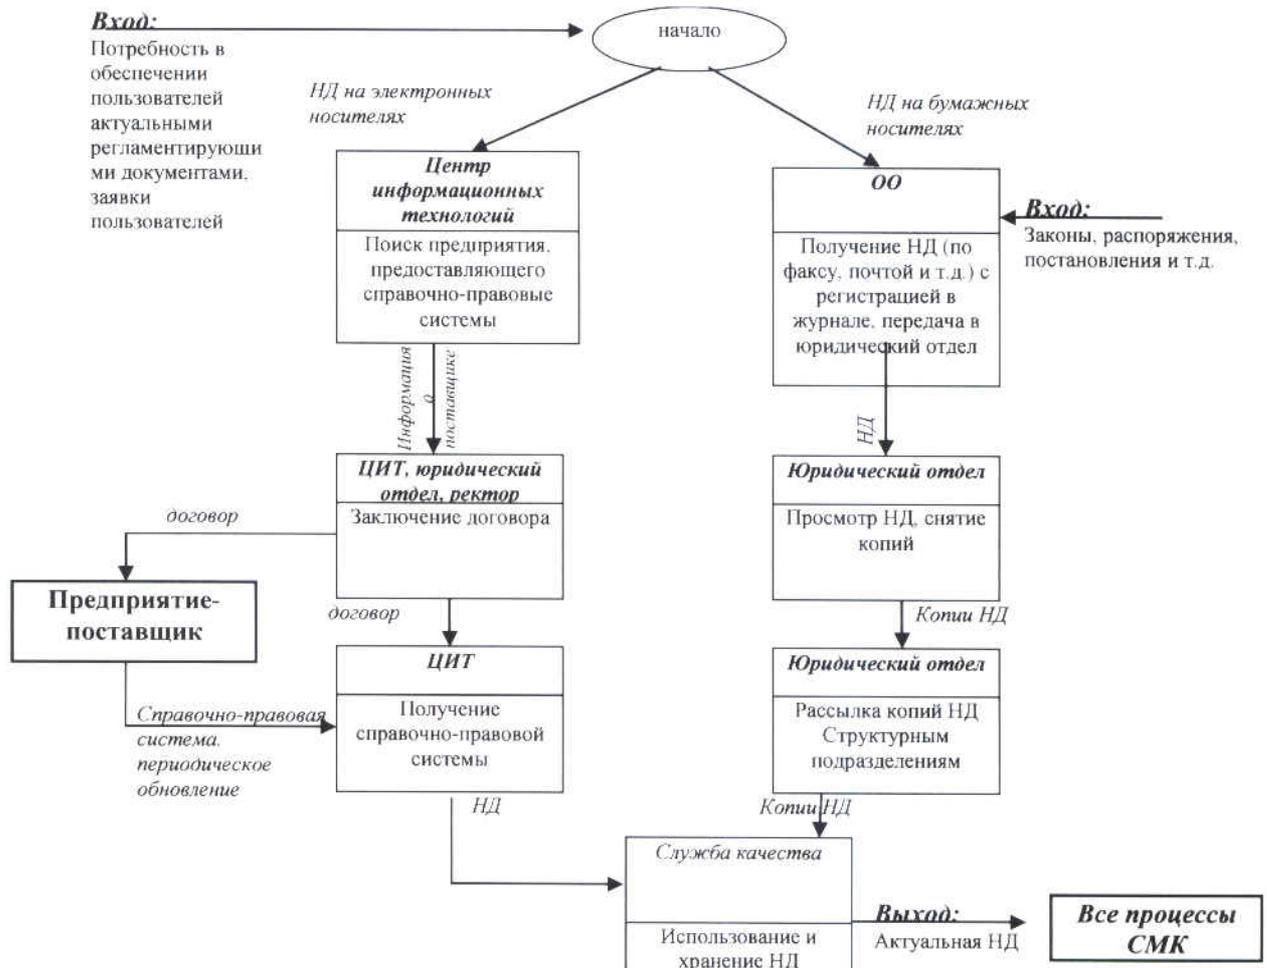 Вход:
Потребность в
обеспечении
пользователей
актуальными
регламентирующи
ми документами,
заявки
пользователей
начало
НД на электронных
носителях
НД на бумажных
носителях
Центр
информационных
технологий
Поиск предприятия,
предоставляющего
справочно-правовые
системы
ОО
Получение НД (по
факсу, почтой и т.д.) с
регистрацией в
журнале, передача в
юридический отдел
Вход:
Законы, распоряжения,
постановления и т.д.
Информация
о
поставщике
НД
ЦИТ, юридический
отдел, ректор
Заключение договора
Юридический отдел
Просмотр НД, снятие
копий
договор
Предприятие-
поставщик
договор
Копии НД
ЦИТ
Получение
справочно-правовой
системы
Юридический отдел
Рассылка копий НД
Структурным
подразделениям
Справочно-правовая
система,
периодическое
обновление
НД
Копии НД
Служба качества
Использование и
хранение НД
Выход:
Актуальная НД
Все процессы
СМК